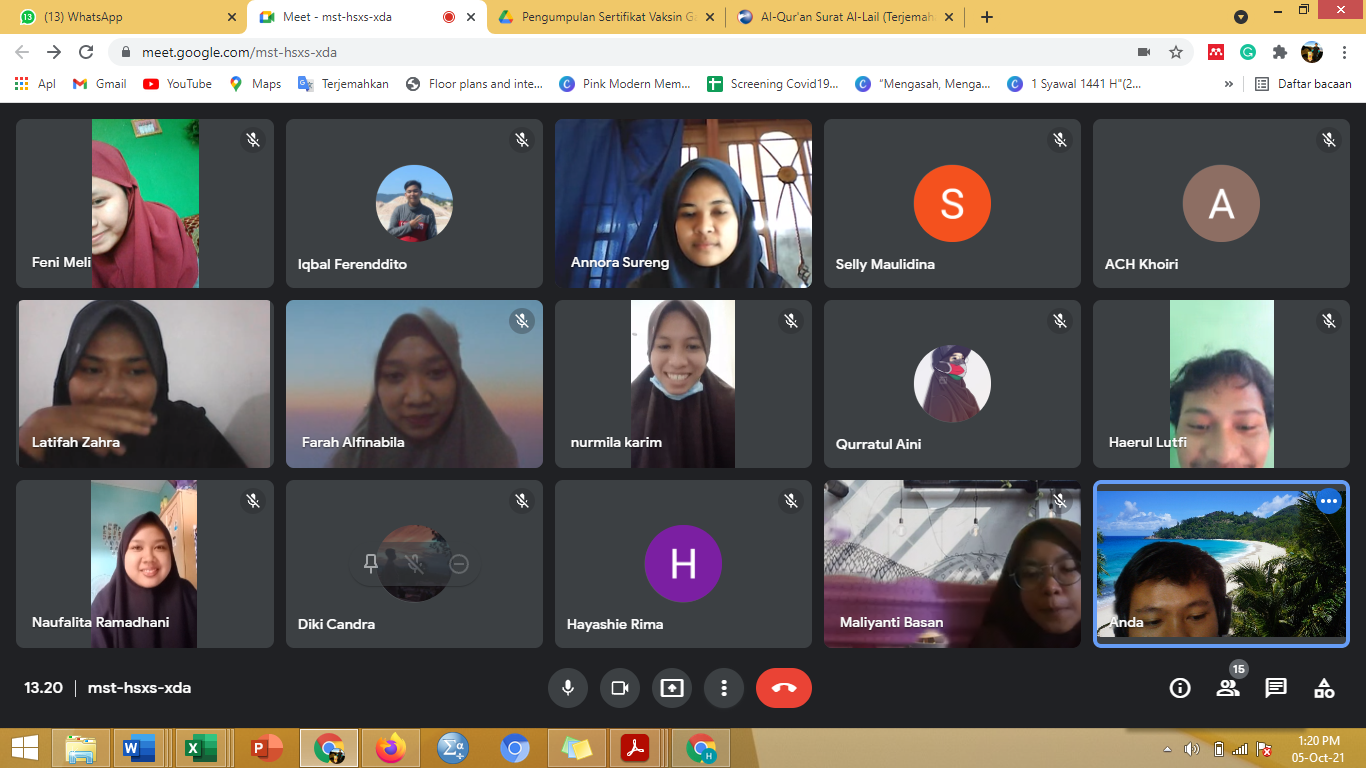 (13) WhatsApp
Meet - mst-hsxs-xda
Pengumpulan Sertifikat Vaksin Ga
Al-Qur'an Surat Al-Lail (Terjemah
meet.google.com/mst-hsxs-xda
Apl
Gmail
YouTube
Maps
Terjemahkan
Floor plans and inte...
Pink Modern Mem...
Screening Covid19...
"Mengasah, Menga...
1 Syawal 1441 H"(2...
Daftar bacaan
Feni Meli
Iqbal Ferenddito
Annora Sureng
S
Selly Maulidina
A
ACH Khoiri
Latifah Zahra
Farah Alfinabila
nurmila karim
Qurratul Aini
Haerul Lutfi
Naufalita Ramadhani
Diki Candra
H
Hayashie Rima
Maliyanti Basan
Anda
13.20 | mst-hsxs-xda
15
1:20 PM
05-Oct-21